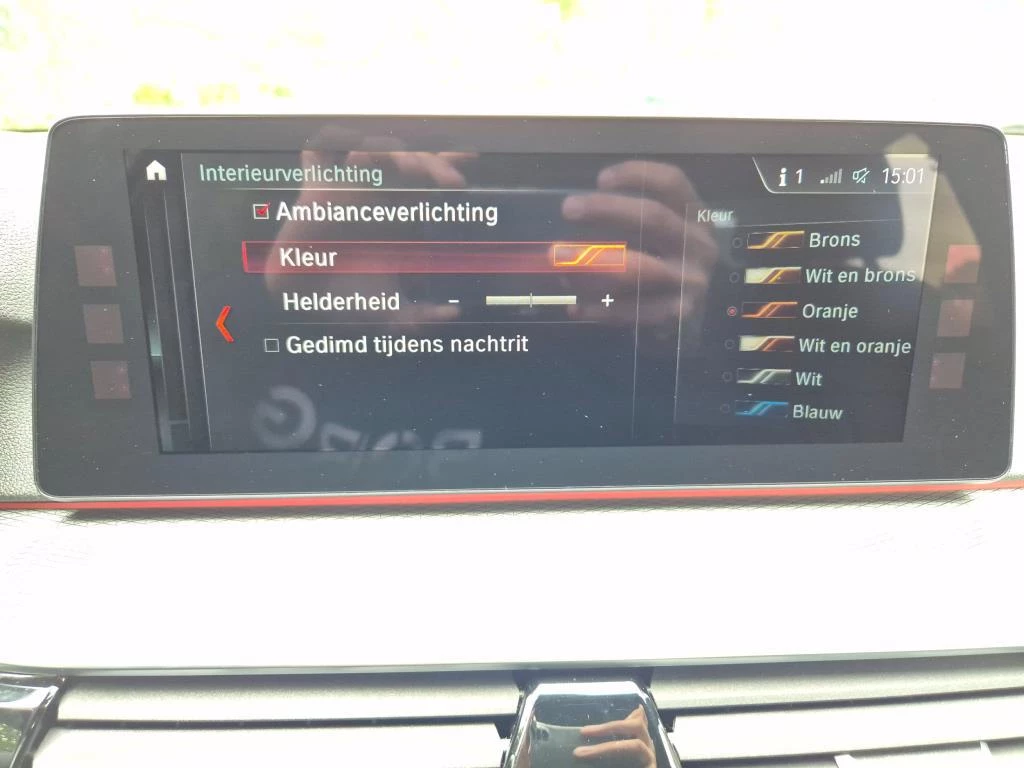 Interieurverlichting
i 1 15:01
Ambianceverlichting
Kleur
Helderheid - +
Gedimd tijdens nachtrit
Kleur
Brons
Wit en brons
Oranje
Wit en oranje
Wit
Blauw